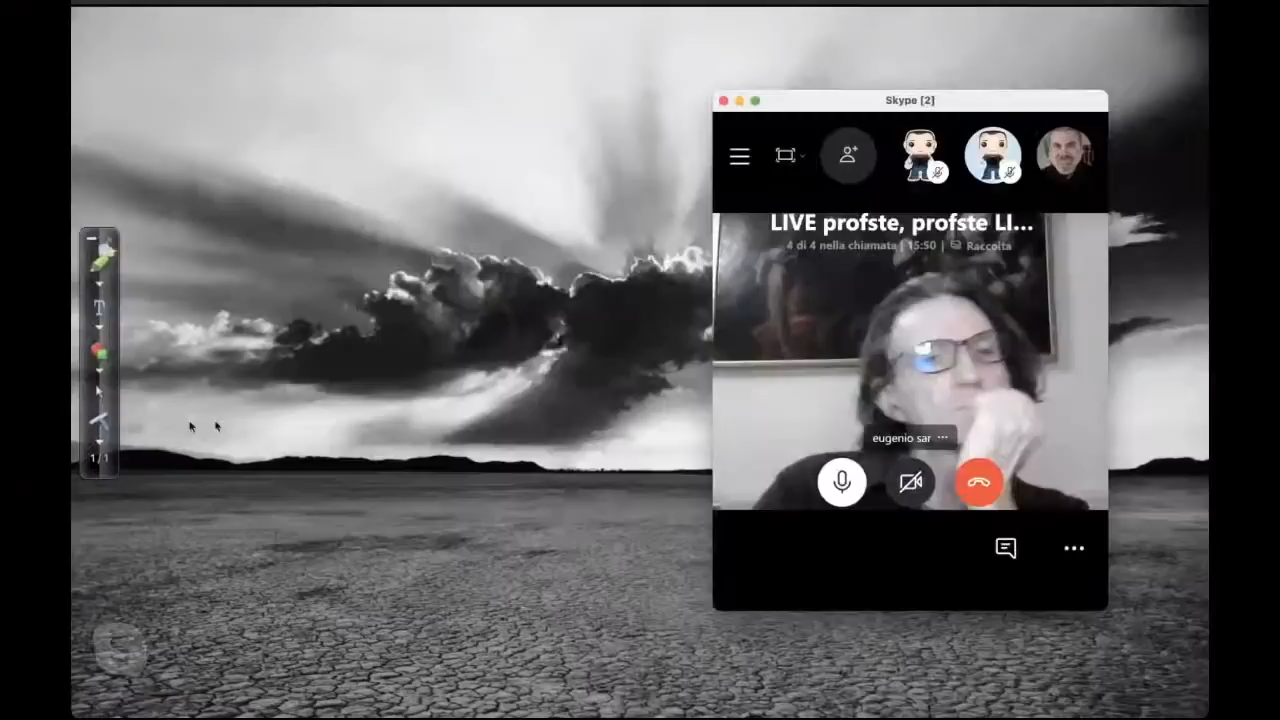 Skype [2]
LIVE profste, profste LI...
4 di 4 nella chiamata | 15:50 | Raccolta
eugenio sar ...
T
1/1